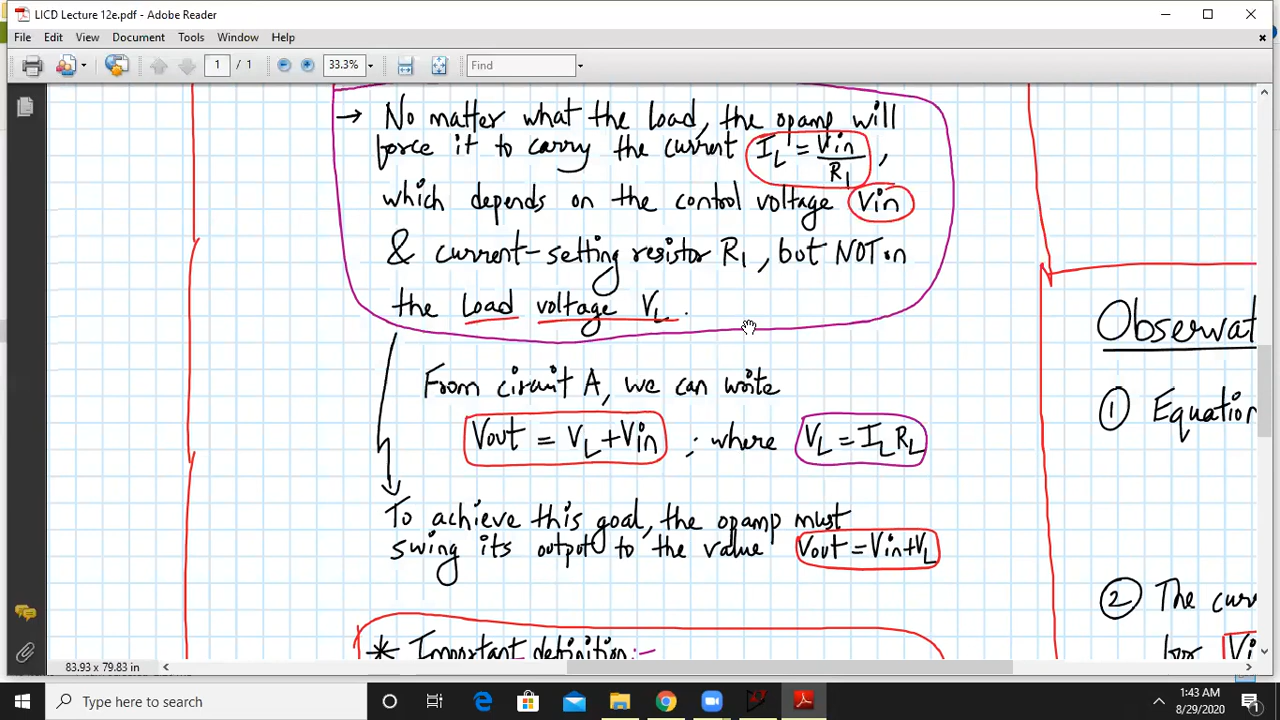 LICD Lecture 12e.pdf - Adobe Reader
File Edit View Document Tools Window Help
1 / 1 33.3% Find
→ No matter what the load, the opamp will
force it to carry the current IL = Vin/R1,
which depends on the control voltage Vin
& current-setting resistor R1, but NOT on
the load voltage VL.
From circuit A, we can write
Vout = VL+Vin ; where VL = ILRL
To achieve this goal, the opamp must
swing its output to the value Vout=Vin+VL
* Important definition:-
Observat
① Equation
② The curr
for Vi
83.93 x 79.83 in
Type here to search
1:43 AM
8/29/2020